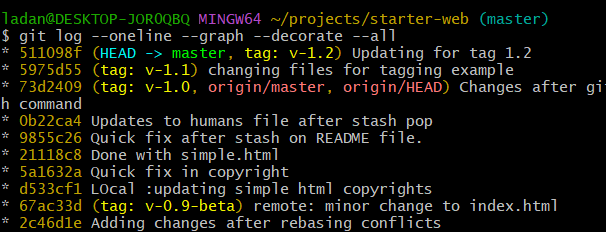 ladan@DESKTOP-JOROQBQ MINGW64 ~/projects/starter-web (master)
$ git log --oneline --graph --decorate --all
* 511098f (HEAD -> master, tag: v-1.2) Updating for tag 1.2
* 5975d55 (tag: v-1.1) changing files for tagging example
* 73d2409 (tag: v-1.0, origin/master, origin/HEAD) Changes after git
h command
* 0b22ca4 Updates to humans file after stash pop
* 9855c26 Quick fix after stash on README file.
* 21118c8 Done with simple.html
* 5a1632a Quick fix in copyright
* d533cf1 LOcal :updating simple html copyrights
* 67ac33d (tag: v-0.9-beta) remote: minor change to index.html
* 2c46d1e Adding changes after rebasing conflicts